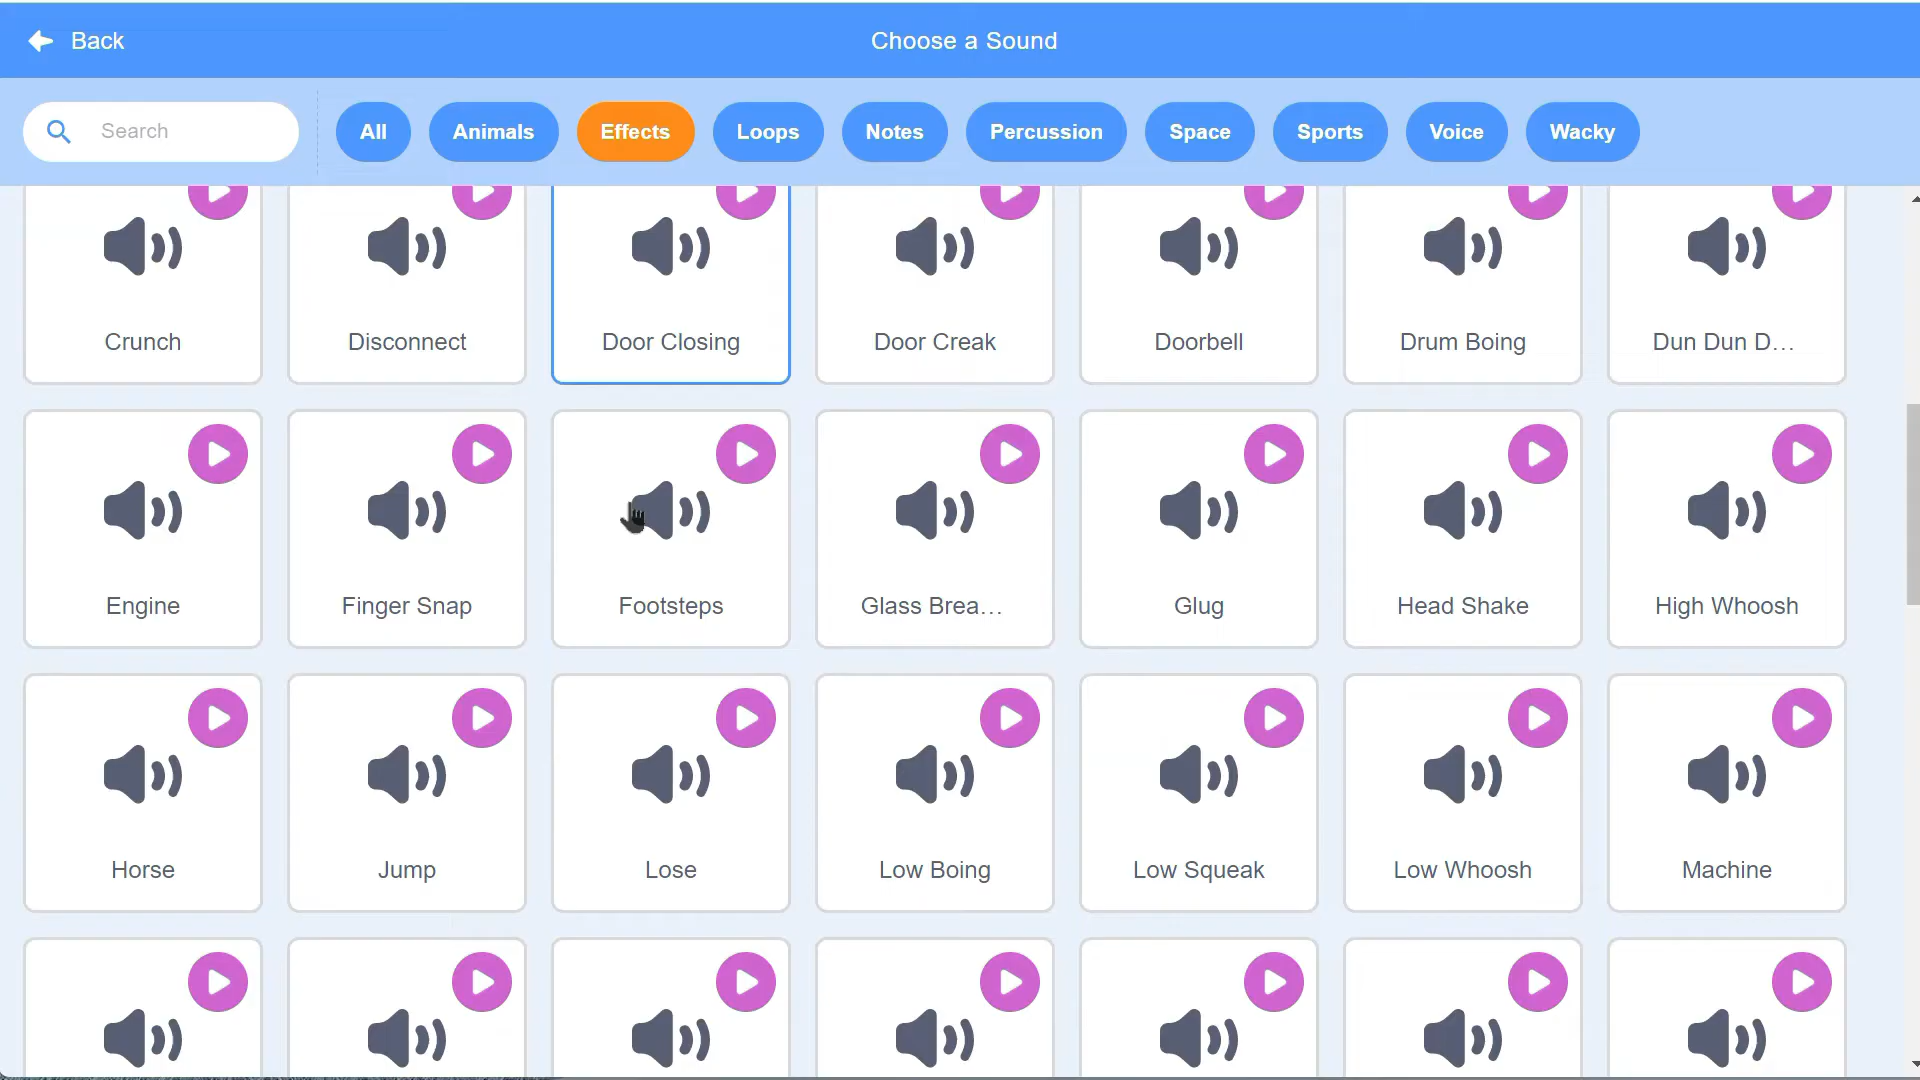 Back
Choose a Sound
Search
All
Animals
Effects
Loops
Notes
Percussion
Space
Sports
Voice
Wacky
Crunch
Disconnect
Door Closing
Door Creak
Doorbell
Drum Boing
Dun Dun D...
Engine
Finger Snap
Footsteps
Glass Brea...
Glug
Head Shake
High Whoosh
Horse
Jump
Lose
Low Boing
Low Squeak
Low Whoosh
Machine